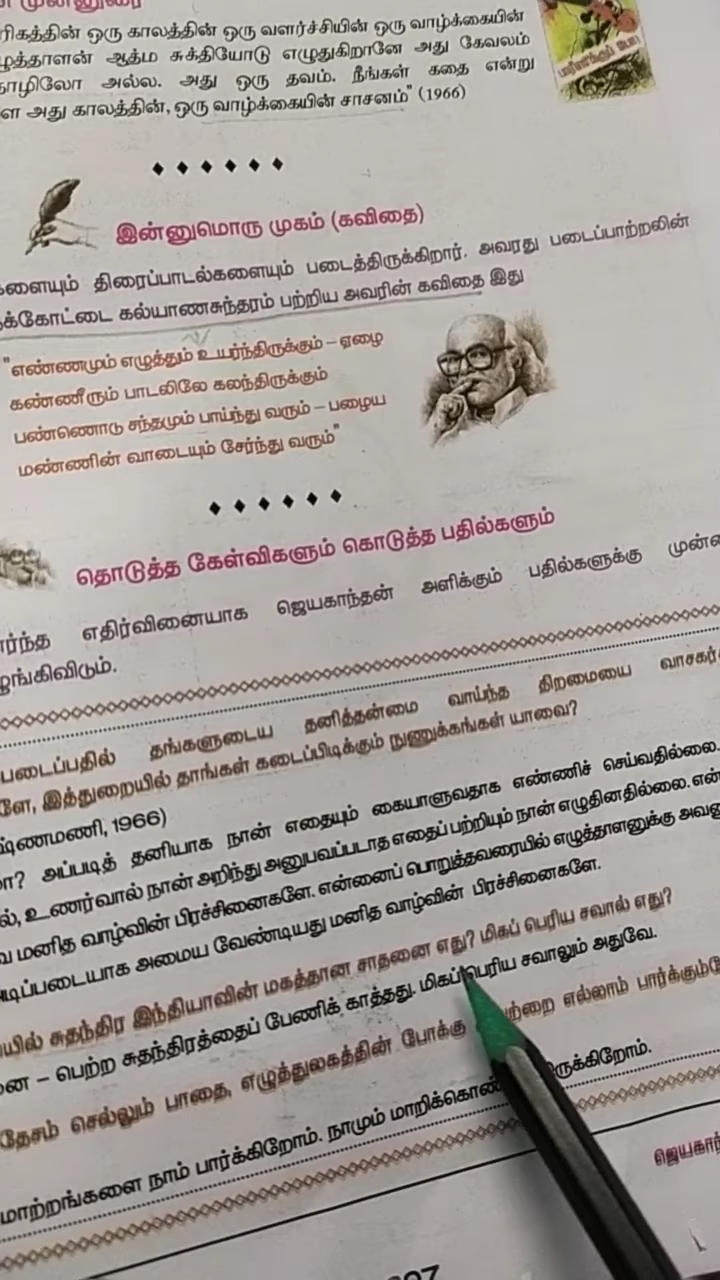 முன்னுரை
ரிகத்தின் ஒரு காலத்தின் ஒரு வளர்ச்சியின் ஒரு வாழ்க்கையின்
ழுத்தாளன் ஆத்ம சுக்தியோடு எழுதுகிறானே அது கேவலம்
தாழிலோ அல்ல. அது ஒரு தவம். நீங்கள் கதை என்று
ளை அது காலத்தின், ஒரு வாழ்க்கையின் சாசனம்" (1966)
இன்னுமொரு முகம் (கவிதை)
களையும் திரைப்பாடல்களையும் படைத்திருக்கிறார். அவரது படைப்பாற்றலின்
க்கோட்டை கல்யாணசுந்தரம் பற்றிய அவரின் கவிதை இது
"எண்ணமும் எழுத்தும் உயர்ந்திருக்கும் – ஏழை
கண்ணீரும் பாடலிலே கலந்திருக்கும்
பண்ணொடு சந்தமும் பாய்ந்து வரும் – பழைய
மண்ணின் வாடையும் சேர்ந்து வரும்"
தொடுத்த கேள்விகளும் கொடுத்த பதில்களும்
ார்ந்த எதிர்வினையாக ஜெயகாந்தன் அளிக்கும் பதில்களுக்கு முன்
ழங்கிவிடும்.
படைப்பதில் தங்களுடைய தனித்தன்மை வாய்ந்த திறமையை வாசகர்
ளே, இத்துறையில் தாங்கள் கடைப்பிடிக்கும் நுணுக்கங்கள் யாவை?
ஷ்ணமணி, 1966)
ா? அப்படித் தனியாக நான் எதையும் கையாளுவதாக எண்ணிச் செய்வதில்லை.
ல், உணர்வால் நான் அறிந்து அனுபவப்படாத எதைப் பற்றியும் நான் எழுதினதில்லை. என்
வ மனித வாழ்வின் பிரச்சினைகளே. என்னைப் பொறுத்தவரையில் எழுத்தாளனுக்கு அவனு
டிப்படையாக அமைய வேண்டியது மனித வாழ்வின் பிரச்சினைகளே.
யில் சுதந்திர இந்தியாவின் மகத்தான சாதனை எது? மிகப் பெரிய சவால் எது?
னை – பெற்ற சுதந்திரத்தைப் பேணிக் காத்தது. மிகப்பெரிய சவாலும் அதுவே.
தேசம் செல்லும் பாதை, எழுத்துலகத்தின் போக்கு ற்றை எல்லாம் பார்க்கும்
மாற்றங்களை நாம் பார்க்கிறோம். நாமும் மாறிக்கொண் ருக்கிறோம்.
ஜெயகாந்